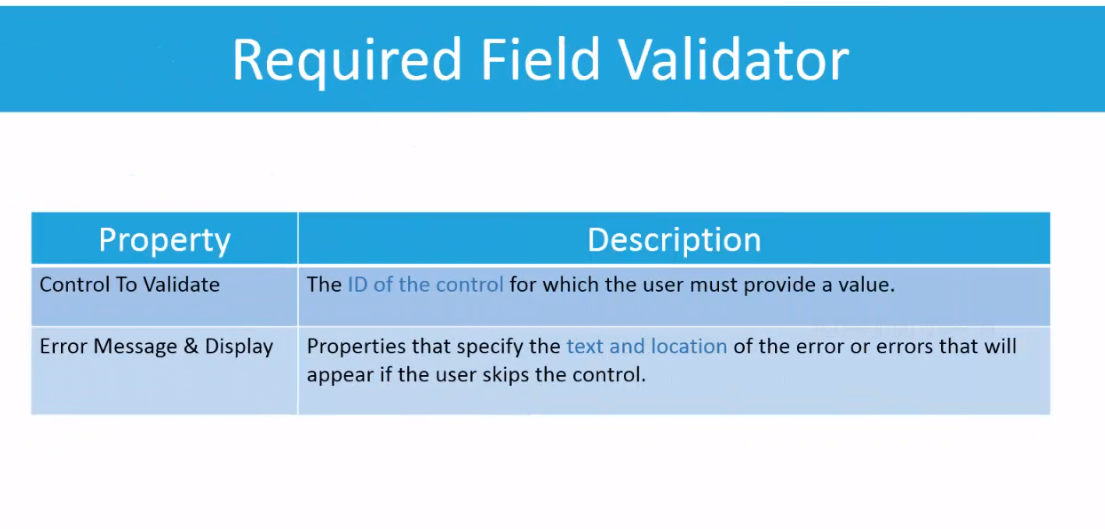 Required Field Validator
Property
Description
Control To Validate
The ID of the control for which the user must provide a value.
Error Message & Display
Properties that specify the text and location of the error or errors that will
appear if the user skips the control.